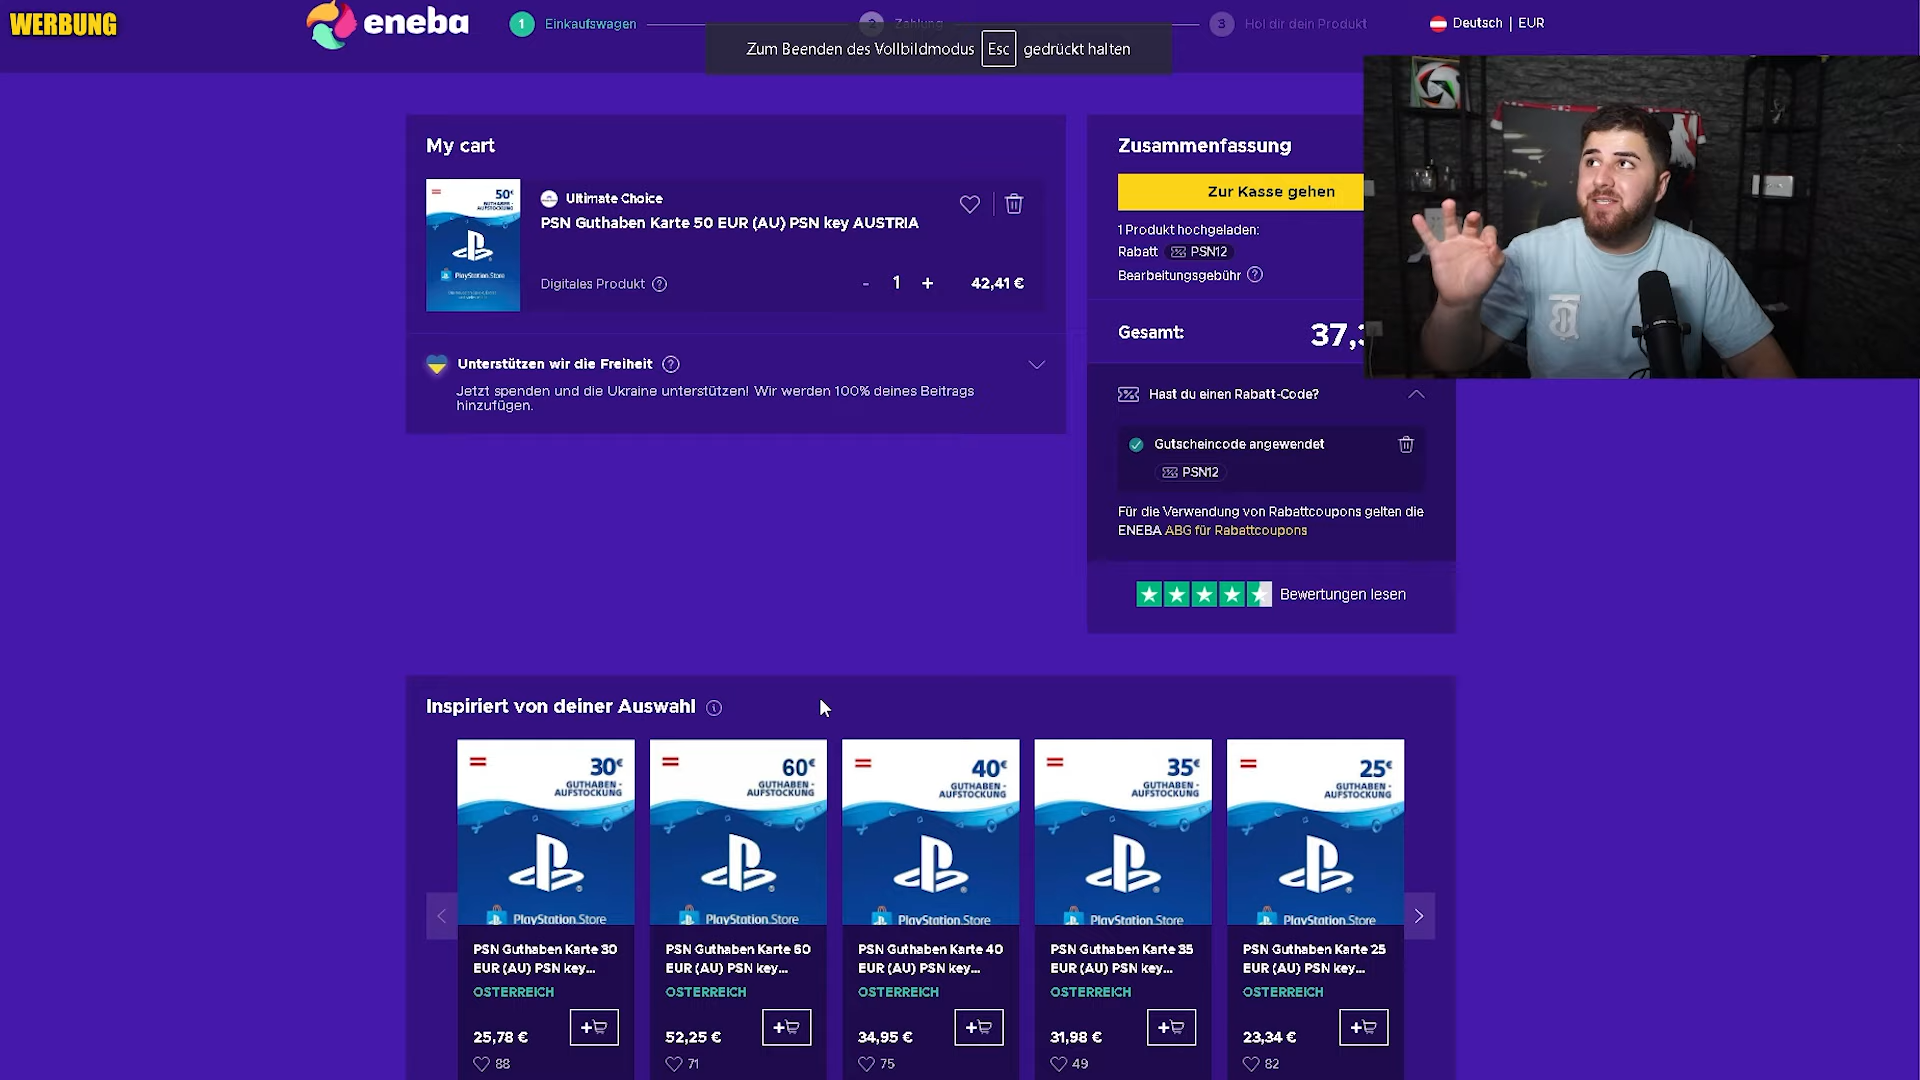 WERBUNG
eneba
1 Einkaufswagen
2 Zahlung
3 Hol dir dein Produkt
Deutsch | EUR
Zum Beenden des Vollbildmodus Esc gedrückt halten
My cart
50€
GUTHABEN-
AUFSTOCKUNG
PlayStation.Store
Ultimate Choice
PSN Guthaben Karte 50 EUR (AU) PSN key AUSTRIA
Digitales Produkt ?
- 1 +
42,41 €
Unterstützen wir die Freiheit ?
Jetzt spenden und die Ukraine unterstützen! Wir werden 100% deines Beitrags
hinzufügen.
Zusammenfassung
Zur Kasse gehen
1 Produkt hochgeladen:
Rabatt PSN12
Bearbeitungsgebühr ?
Gesamt: 37,3
Hast du einen Rabatt-Code?
Gutscheincode angewendet
PSN12
Für die Verwendung von Rabattcoupons gelten die
ENEBA ABG für Rabattcoupons
Bewertungen lesen
Inspiriert von deiner Auswahl
30€
GUTHABEN-
AUFSTOCKUNG
PlayStation.Store
PSN Guthaben Karte 30
EUR (AU) PSN key...
ÖSTERREICH
25,78 €
88
60€
GUTHABEN-
AUFSTOCKUNG
PlayStation.Store
PSN Guthaben Karte 60
EUR (AU) PSN key...
ÖSTERREICH
52,25 €
71
40€
GUTHABEN-
AUFSTOCKUNG
PlayStation.Store
PSN Guthaben Karte 40
EUR (AU) PSN key...
ÖSTERREICH
34,95 €
75
35€
GUTHABEN-
AUFSTOCKUNG
PlayStation.Store
PSN Guthaben Karte 35
EUR (AU) PSN key...
ÖSTERREICH
31,98 €
49
25€
GUTHABEN-
AUFSTOCKUNG
PlayStation.Store
PSN Guthaben Karte 25
EUR (AU) PSN key...
ÖSTERREICH
23,34 €
82